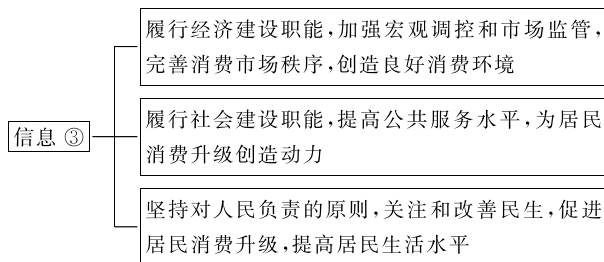 履行经济建设职能,加强宏观调控和市场监管,
完善消费市场秩序,创造良好消费环境
信息 ③
履行社会建设职能,提高公共服务水平,为居民
消费升级创造动力
坚持对人民负责的原则,关注和改善民生,促进
居民消费升级,提高居民生活水平